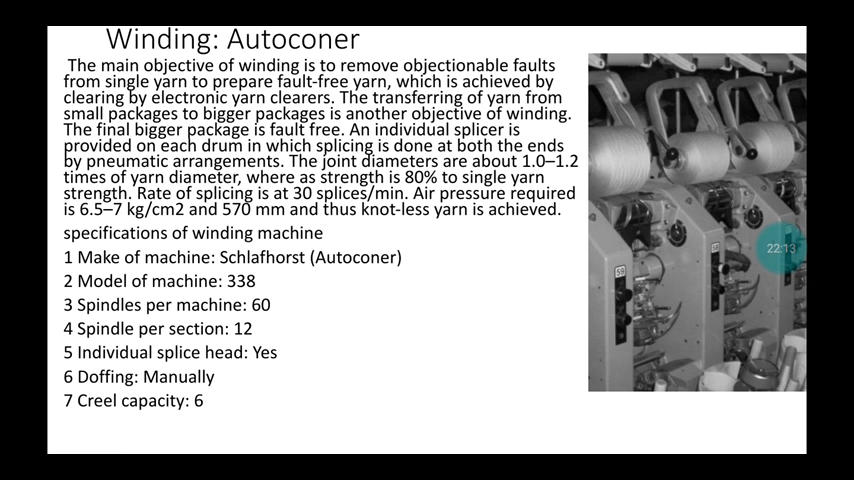 Winding: Autoconer
The main objective of winding is to remove objectionable faults
from single yarn to prepare fault-free yarn, which is achieved by
clearing by electronic yarn clearers. The transferring of yarn from
small packages to bigger packages is another objective of winding.
The final bigger package is fault free. An individual splicer is
provided on each drum in which splicing is done at both the ends
by pneumatic arrangements. The joint diameters are about 1.0–1.2
times of yarn diameter, where as strength is 80% to single yarn
strength. Rate of splicing is at 30 splices/min. Air pressure required
is 6.5–7 kg/cm2 and 570 mm and thus knot-less yarn is achieved.
specifications of winding machine
1 Make of machine: Schlafhorst (Autoconer)
2 Model of machine: 338
3 Spindles per machine: 60
4 Spindle per section: 12
5 Individual splice head: Yes
6 Doffing: Manually
7 Creel capacity: 6
22:13
59
58